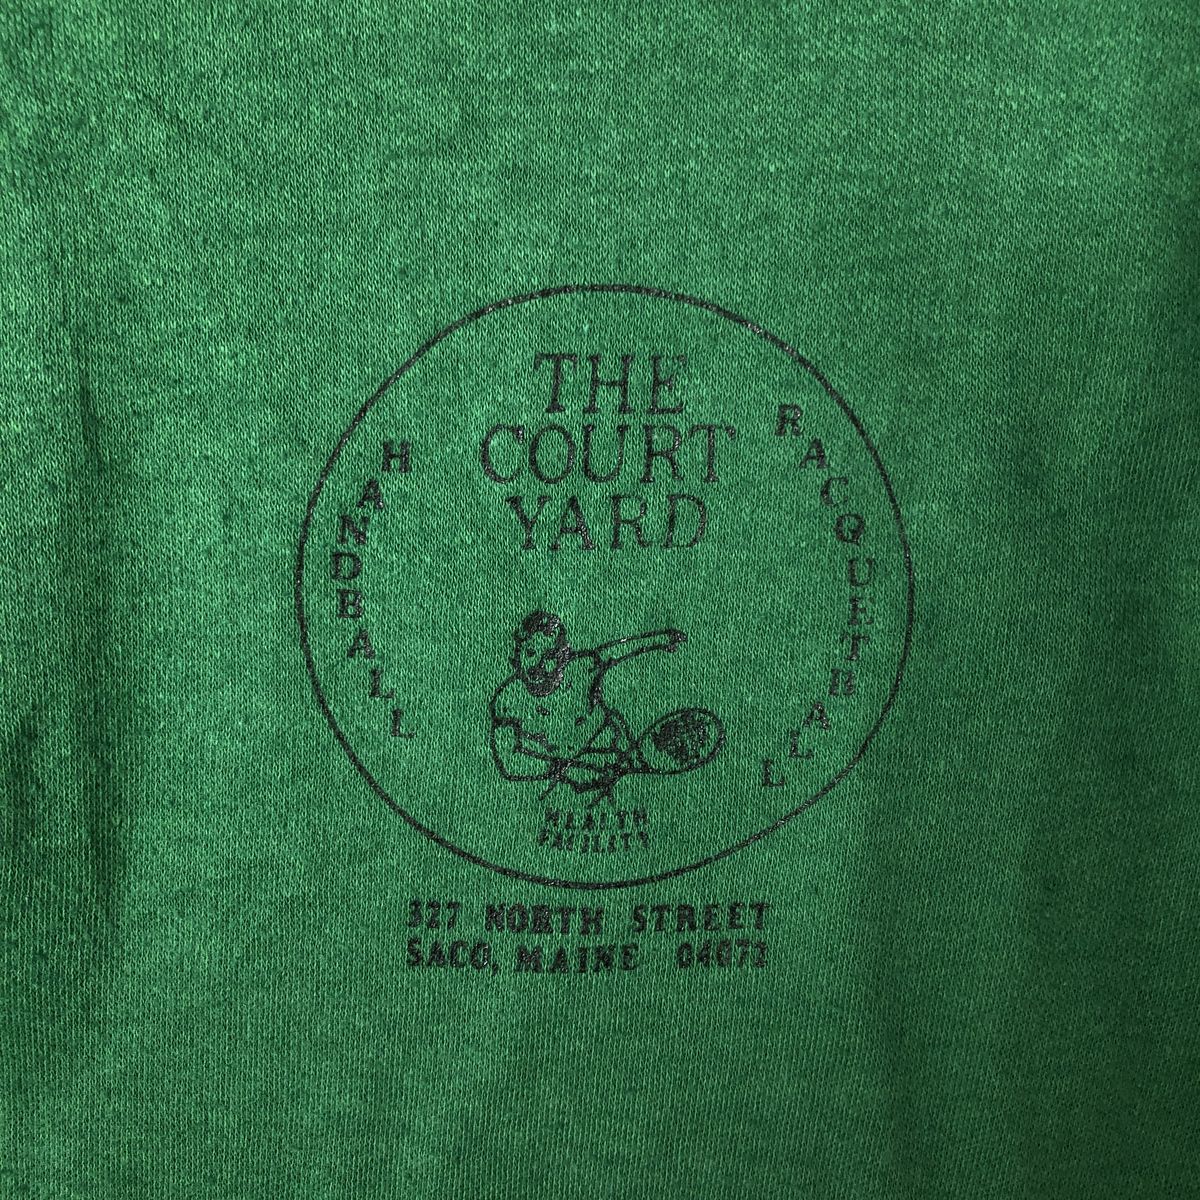 THE
COURT
YARD
HANDBALL
RACQUETBALL
HEALTH
FACILITY
327 NORTH STREET
SACO, MAINE 04072